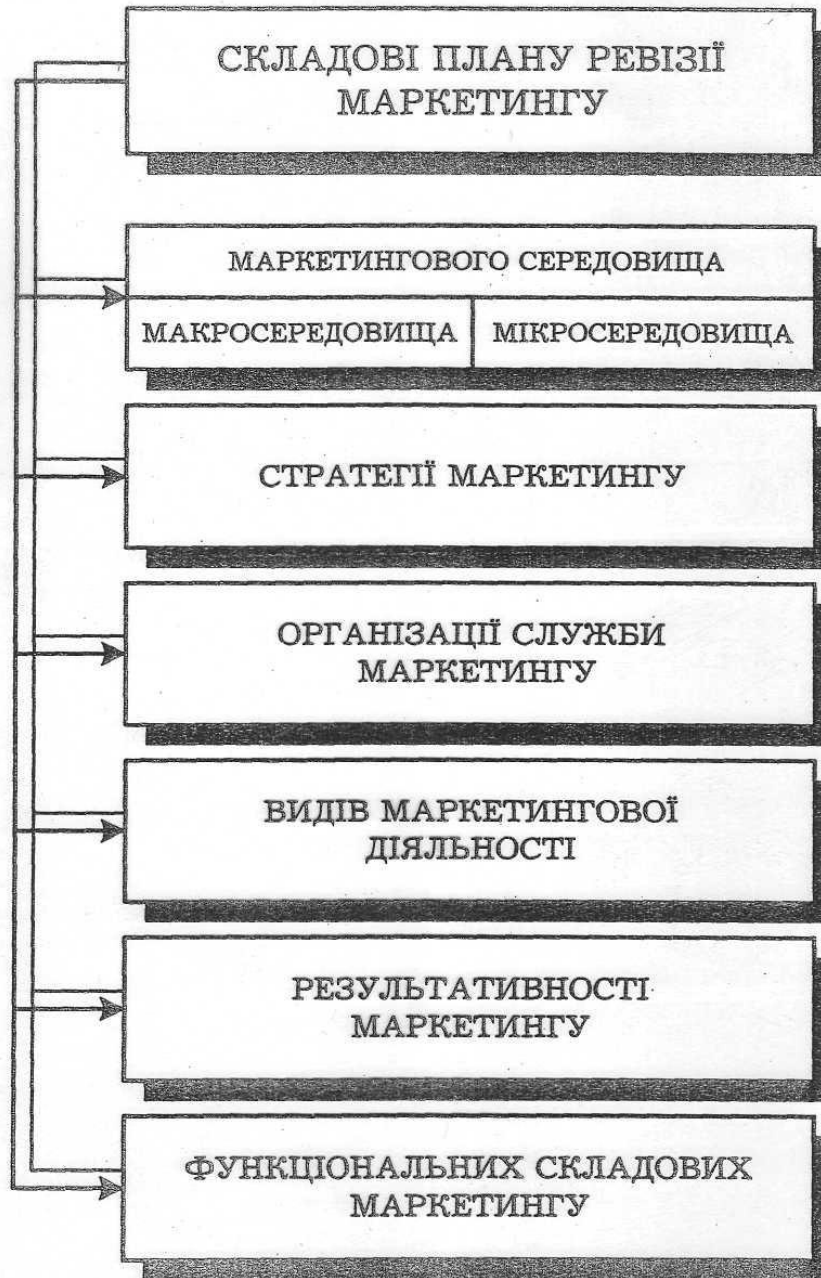 СКЛАДОВІ ПЛАНУ РЕВІЗІЇ
МАРКЕТИНГУ
МАРКЕТИНГОВОГО СЕРЕДОВИЩА
МАКРОСЕРЕДОВИЩА
МІКРОСЕРЕДОВИЩА
СТРАТЕГІЇ МАРКЕТИНГУ
ОРГАНІЗАЦІЇ СЛУЖБИ
МАРКЕТИНГУ
ВИДІВ МАРКЕТИНГОВОЇ
ДІЯЛЬНОСТІ
РЕЗУЛЬТАТИВНОСТІ
МАРКЕТИНГУ
ФУНКЦІОНАЛЬНИХ СКЛАДОВИХ
МАРКЕТИНГУ